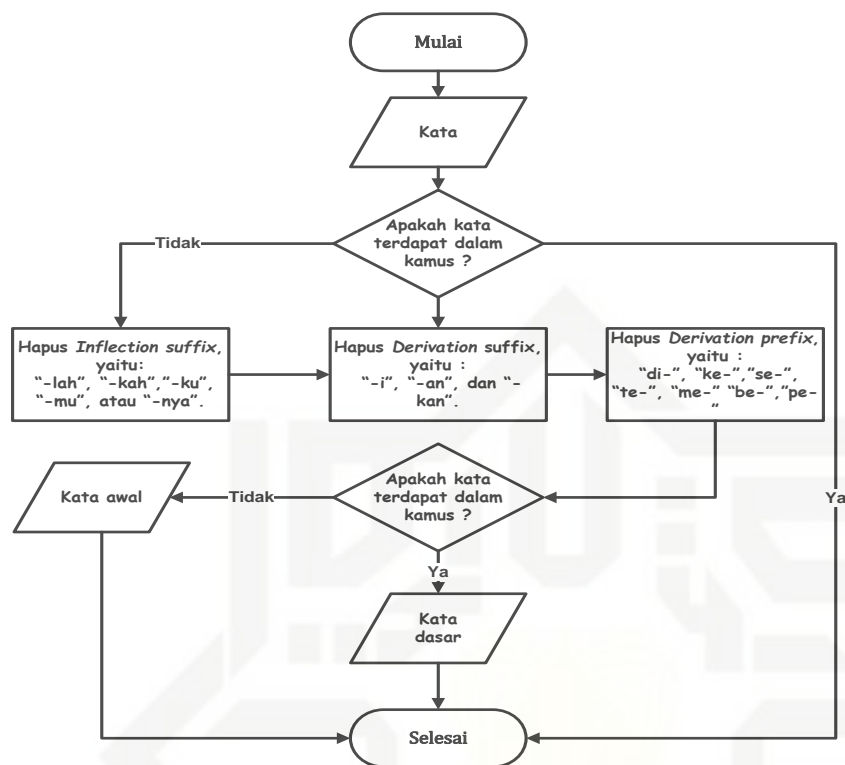 Mulai
Kata
Apakah kata
terdapat dalam
kamus ?
Tidak
Hapus Inflection suffix,
yaitu:
“-lah”, “-kah”,“-ku”,
“-mu”, atau “-nya”.
Hapus Derivation suffix,
yaitu :
“-i”, “-an”, dan “-
kan”.
Hapus Derivation prefix,
yaitu :
“di-”, “ke-”,“se-”,
“te-”, “me-” “be-”,“pe-
”
Apakah kata
terdapat dalam
kamus ?
Tidak
Kata awal
Ya
Ya
Kata
dasar
Selesai